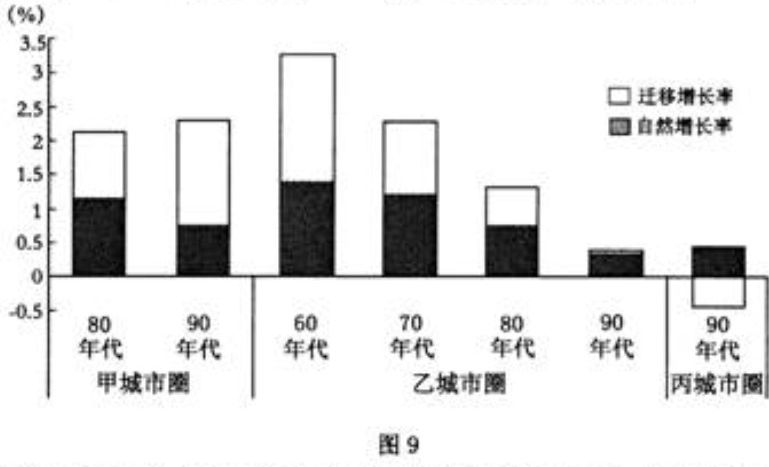 (%)
3.5
3
2.5
2
1.5
1
0.5
0
-0.5
迁移增长率
自然增长率
80 90 60 70 80 90 90
年代 年代 年代 年代 年代 年代 年代
甲城市圈 乙城市圈 丙城市圈
图 9